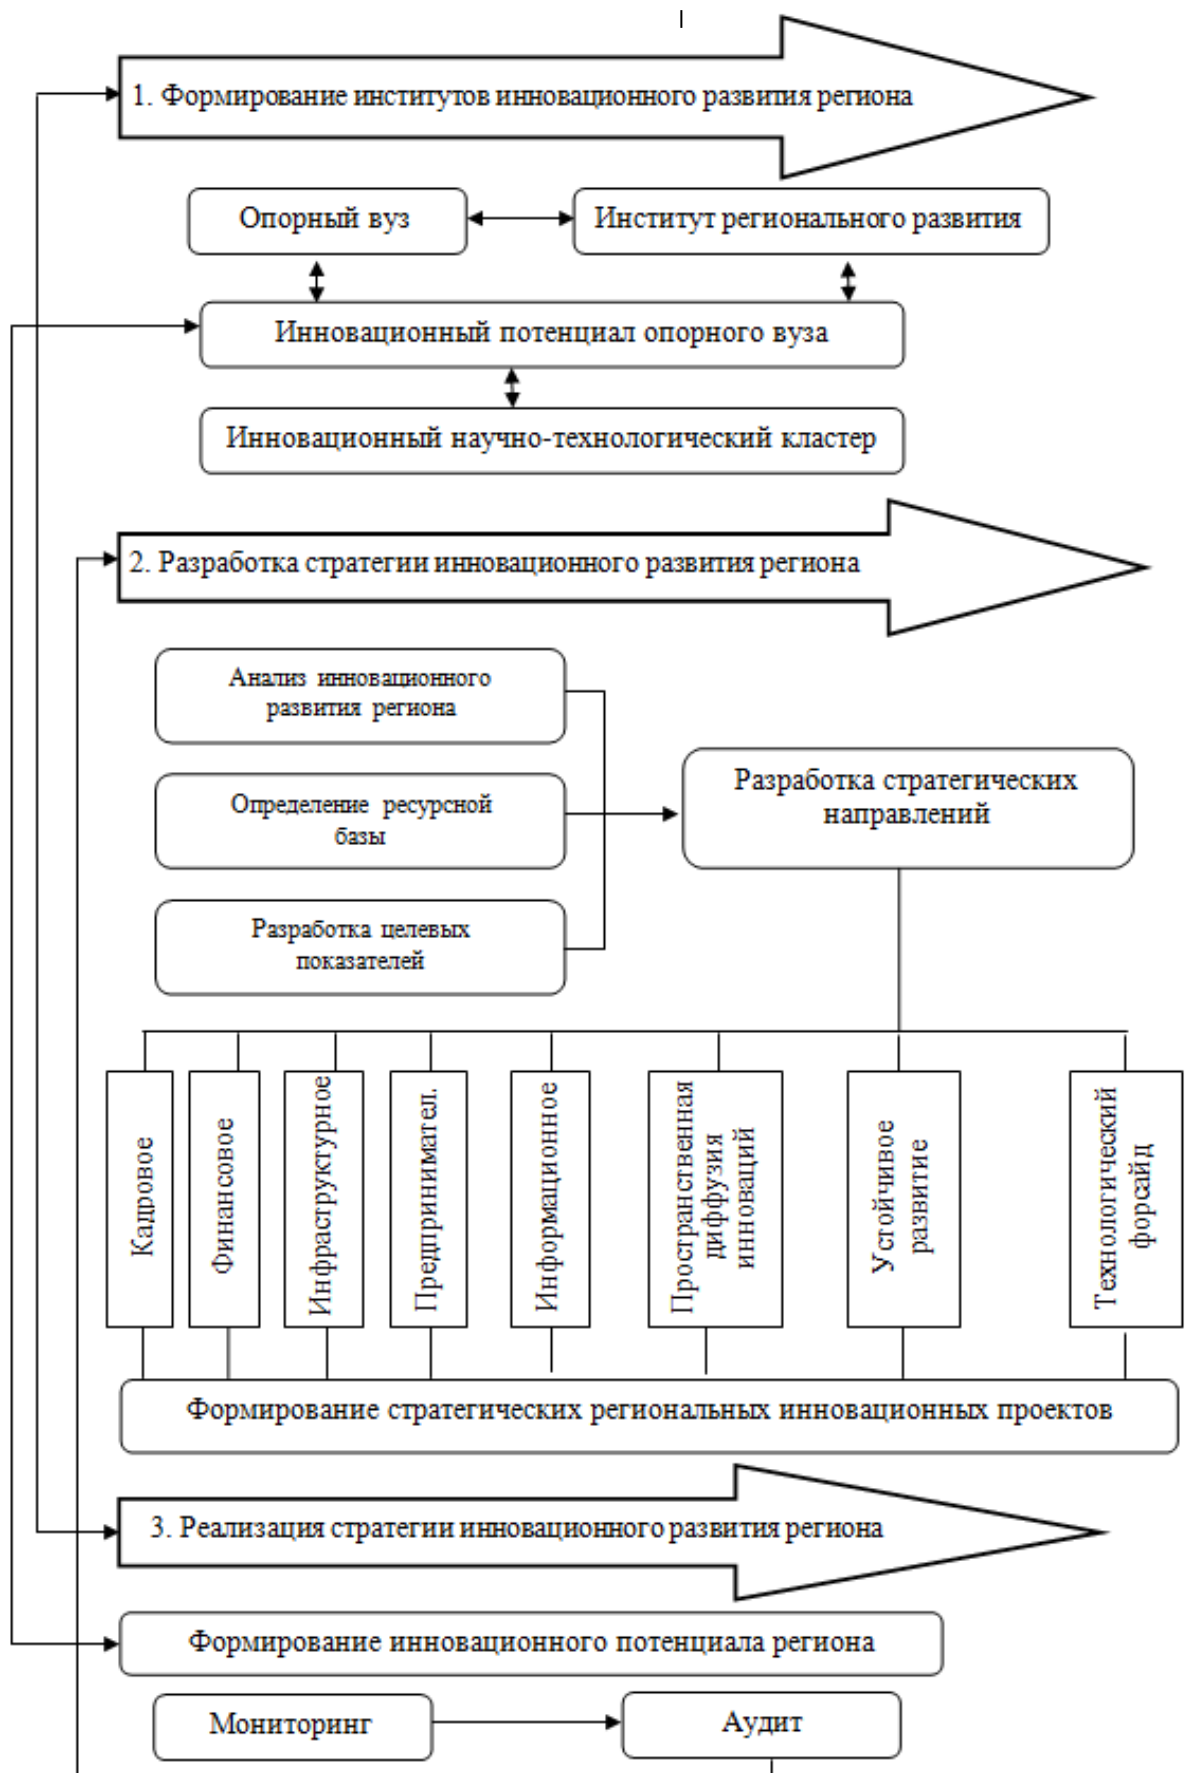 1. Формирование институтов инновационного развития региона
Опорный вуз
Институт регионального развития
Инновационный потенциал опорного вуза
Инновационный научно-технологический кластер
2. Разработка стратегии инновационного развития региона
Анализ инновационного
развития региона
Определение ресурсной
базы
Разработка целевых
показателей
Разработка стратегических
направлений
Кадровое
Финансовое
Инфраструктурное
Предпринимател.
Информационное
Пространственная
диффузия
инноваций
Устойчивое
развитие
Технологический
форсайд
Формирование стратегических региональных инновационных проектов
3. Реализация стратегии инновационного развития региона
Формирование инновационного потенциала региона
Мониторинг
Аудит